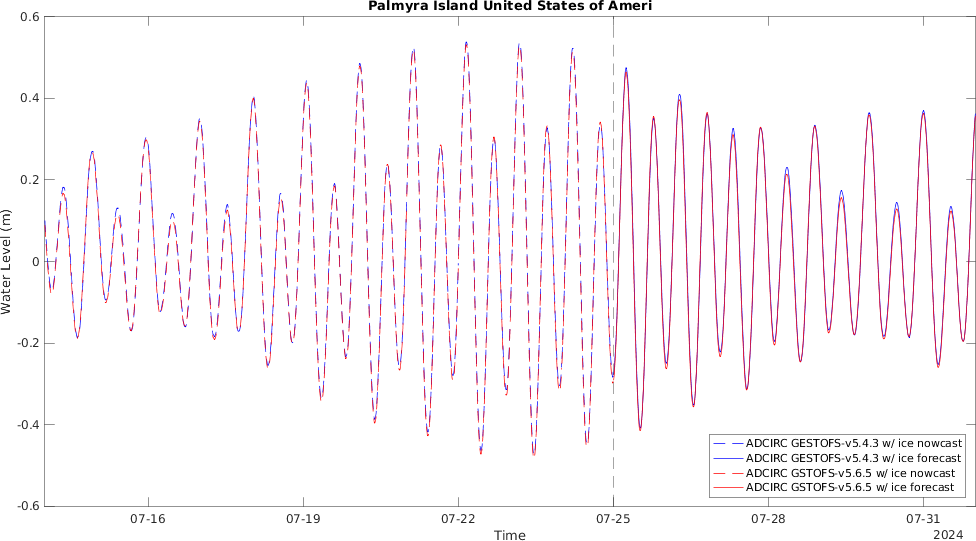 Palmyra Island United States of Ameri
Water Level (m)
0.6
0.4
0.2
0
-0.2
-0.4
-0.6
ADCIRC GESTOFS-v5.4.3 w/ ice nowcast
ADCIRC GESTOFS-v5.4.3 w/ ice forecast
ADCIRC GSTOFS-v5.6.5 w/ ice nowcast
ADCIRC GSTOFS-v5.6.5 w/ ice forecast
07-16 07-19 07-22 07-25 07-28 07-31
Time
2024